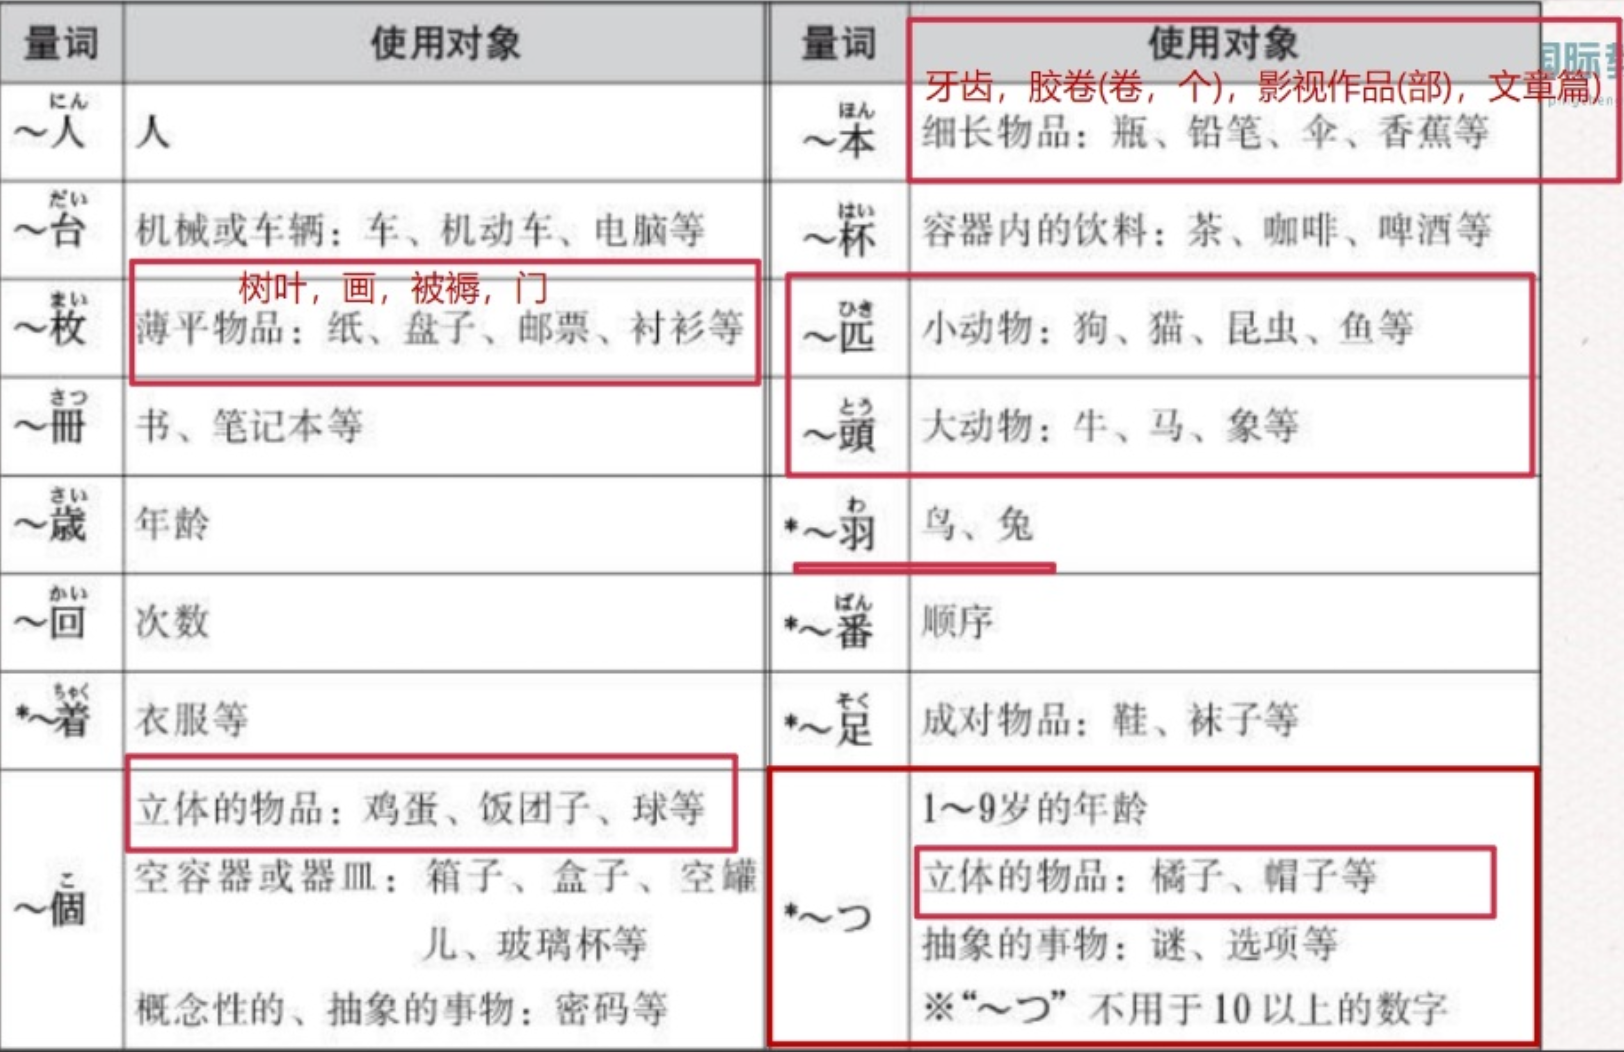 量词 使用对象 量词 使用对象
牙齿，胶卷(卷，个)，影视作品(部)，文章篇)
にん ほん
～人 人 ～本 细长物品：瓶、铅笔、伞、香蕉等
だい はい
～台 机械或车辆：车、机动车、电脑等 ～杯 容器内的饮料：茶、咖啡、啤酒等
树叶，画，被褥，门
まい ひき
～枚 薄平物品：纸、盘子、邮票、衬衫等 ～匹 小动物：狗、猫、昆虫、鱼等
さつ とう
～冊 书、笔记本等 ～頭 大动物：牛、马、象等
さい わ
～歳 年龄 *～羽 鸟、兔
かい ばん
～回 次数 *～番 顺序
ちゃく そく
*～着 衣服等 *～足 成对物品：鞋、袜子等
こ
～個 立体的物品：鸡蛋、饭团子、球等
空容器或器皿：箱子、盒子、空罐
儿、玻璃杯等
概念性的、抽象的事物：密码等
*～つ 1～9岁的年龄
立体的物品：橘子、帽子等
抽象的事物：谜、选项等
※“～つ”不用于10以上的数字
国际